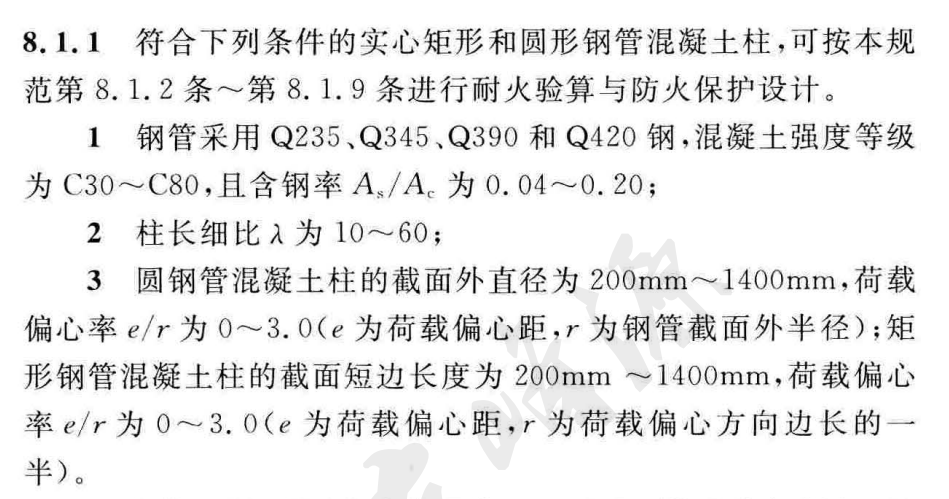 8.1.1 符合下列条件的实心矩形和圆形钢管混凝土柱,可按本规
范第 8.1.2 条~第 8.1.9 条进行耐火验算与防火保护设计。
1 钢管采用 Q235、Q345、Q390 和 Q420 钢,混凝土强度等级
为 C30~C80,且含钢率 As/Ac 为 0.04~0.20;
2 柱长细比 λ 为 10~60;
3 圆钢管混凝土柱的截面外直径为 200mm~1400mm,荷载
偏心率 e/r 为 0~3.0(e 为荷载偏心距,r 为钢管截面外半径);矩
形钢管混凝土柱的截面短边长度为 200mm ~1400mm,荷载偏心
率 e/r 为 0~3.0(e 为荷载偏心距,r 为荷载偏心方向边长的一
半)。